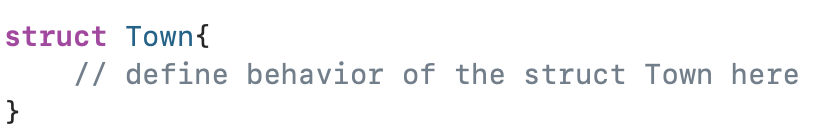 struct Town{
    // define behavior of the struct Town here
}